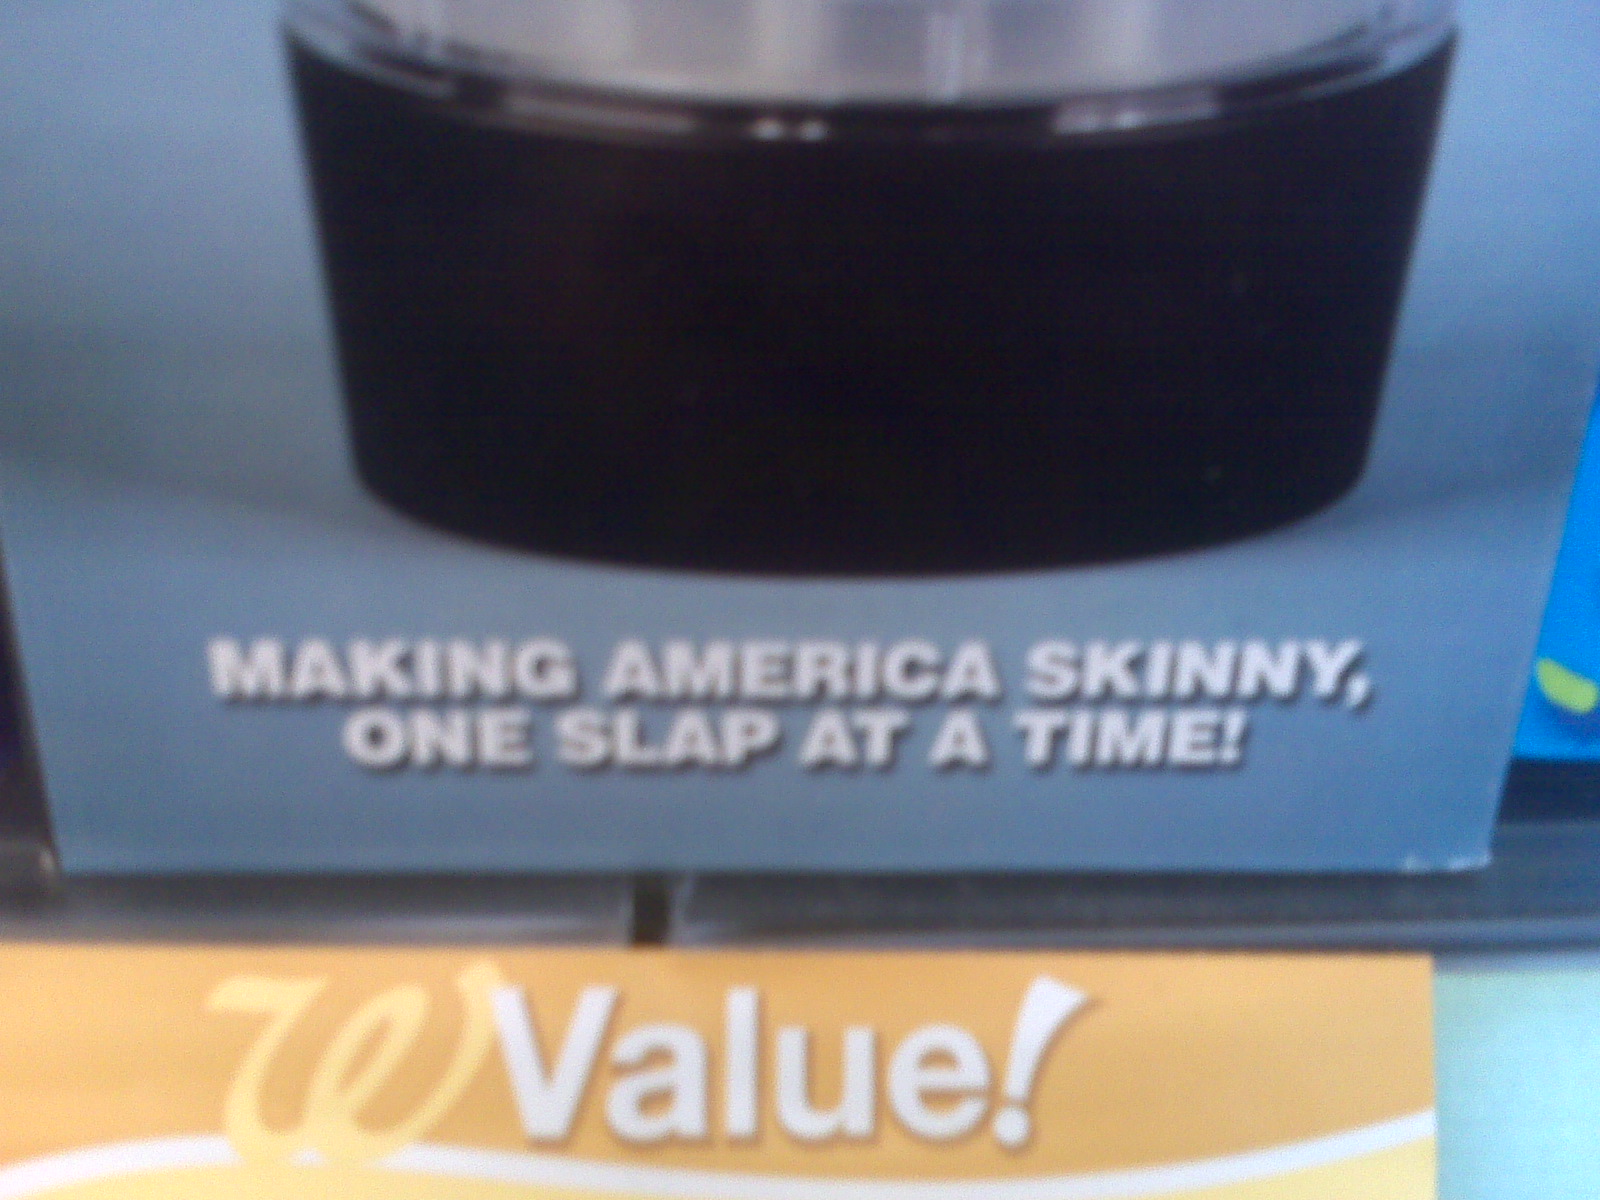 MAKING AMERICA SKINNY,
ONE SLAP AT A TIME!
W Value!